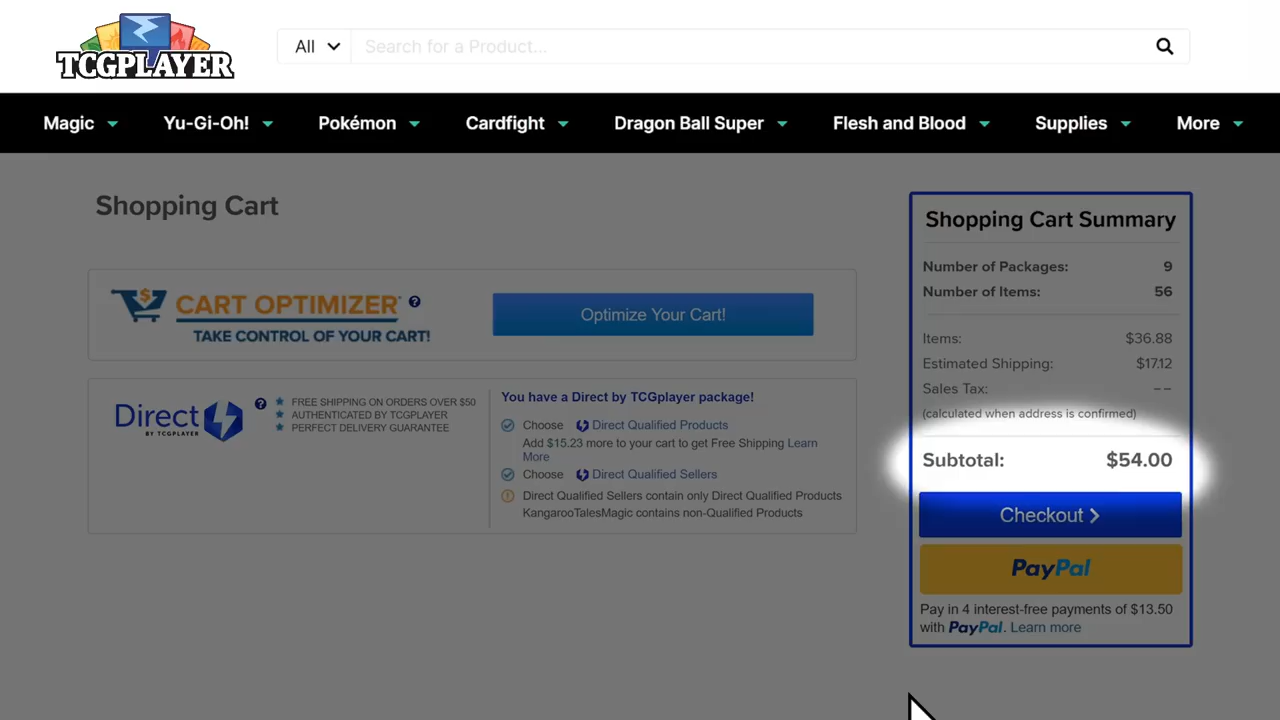 TCGPLAYER
All
Search for a Product...
Magic
Yu-Gi-Oh!
Pokémon
Cardfight
Dragon Ball Super
Flesh and Blood
Supplies
More
Shopping Cart
CART OPTIMIZER
TAKE CONTROL OF YOUR CART!
Optimize Your Cart!
Direct
BY TCGPLAYER
FREE SHIPPING ON ORDERS OVER $50
AUTHENTICATED BY TCGPLAYER
PERFECT DELIVERY GUARANTEE
You have a Direct by TCGplayer package!
Choose Direct Qualified Products
Add $15.23 more to your cart to get Free Shipping Learn
More
Choose Direct Qualified Sellers
Direct Qualified Sellers contain only Direct Qualified Products
KangarooTalesMagic contains non-Qualified Products
Shopping Cart Summary
Number of Packages: 9
Number of Items: 56
Items: $36.88
Estimated Shipping: $17.12
Sales Tax: --
(calculated when address is confirmed)
Subtotal: $54.00
Checkout
PayPal
Pay in 4 interest-free payments of $13.50
with PayPal. Learn more